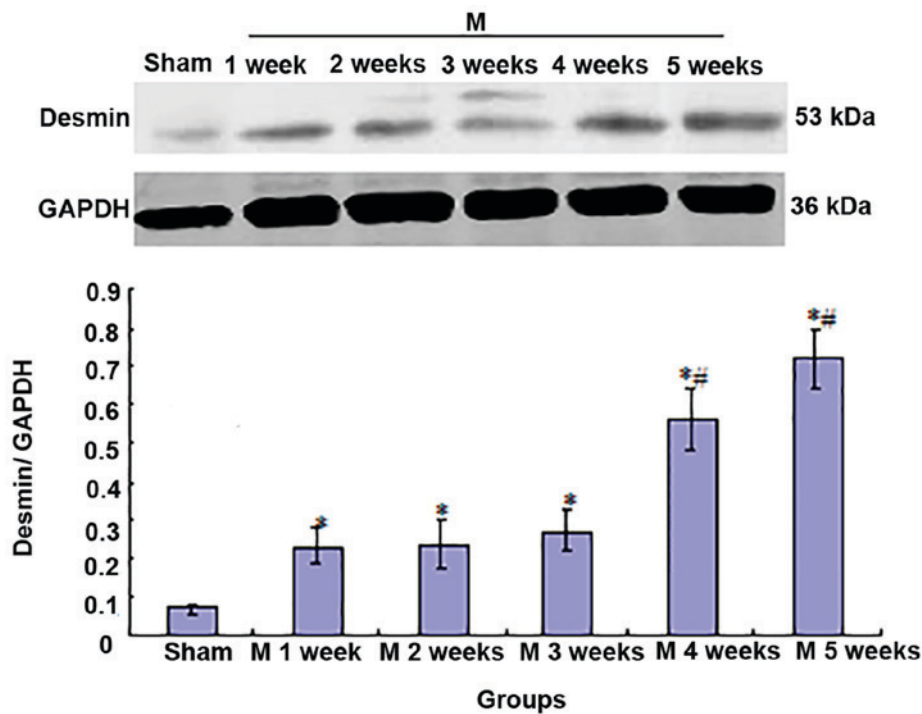 M
Sham 1 week 2 weeks 3 weeks 4 weeks 5 weeks
Desmin 53 kDa
GAPDH 36 kDa
0.9
0.8
0.7
0.6
0.5
0.4
0.3
0.2
0.1
0
Desmin/ GAPDH
*
*
*
*#
*#
Sham M 1 week M 2 weeks M 3 weeks M 4 weeks M 5 weeks
Groups